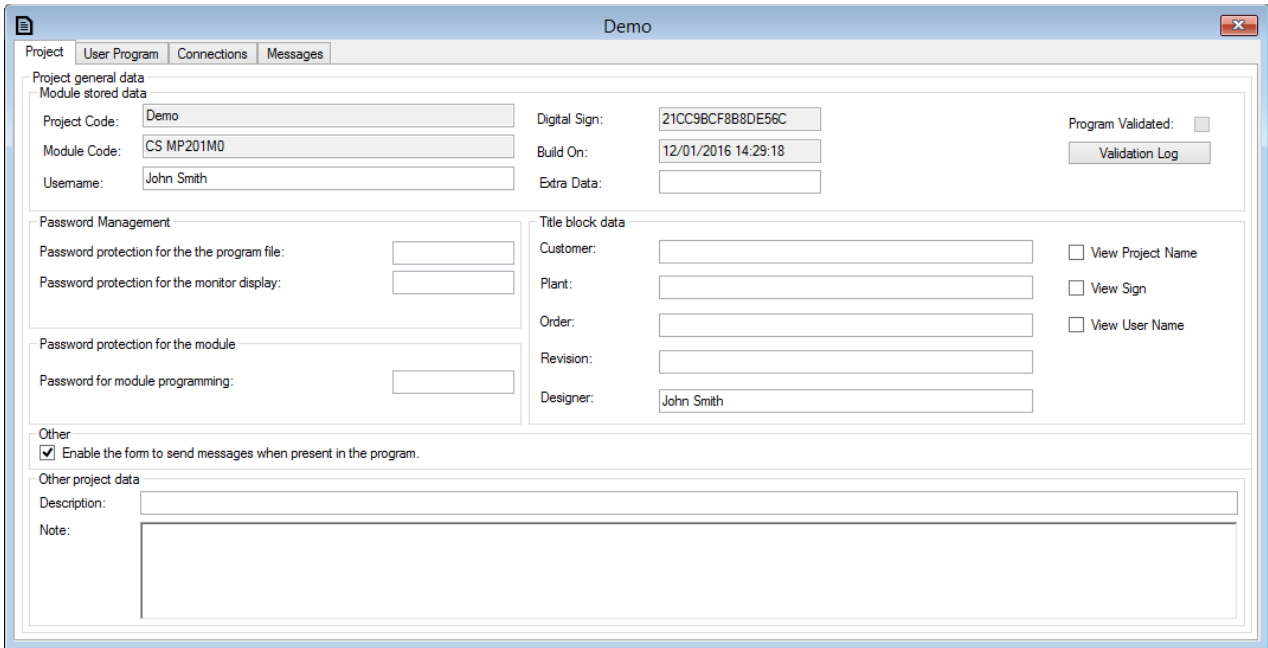 Demo
Project User Program Connections Messages
Project general data
Module stored data
Project Code: Demo
Module Code: CS MP201M0
Username: John Smith
Digital Sign: 21CC9BCF8B8DE56C
Build On: 12/01/2016 14:29:18
Extra Data:
Program Validated:
Validation Log
Password Management
Password protection for the the program file:
Password protection for the monitor display:
Password protection for the module
Password for module programming:
Title block data
Customer:
Plant:
Order:
Revision:
Designer: John Smith
View Project Name
View Sign
View User Name
Other
Enable the form to send messages when present in the program.
Other project data
Description:
Note: